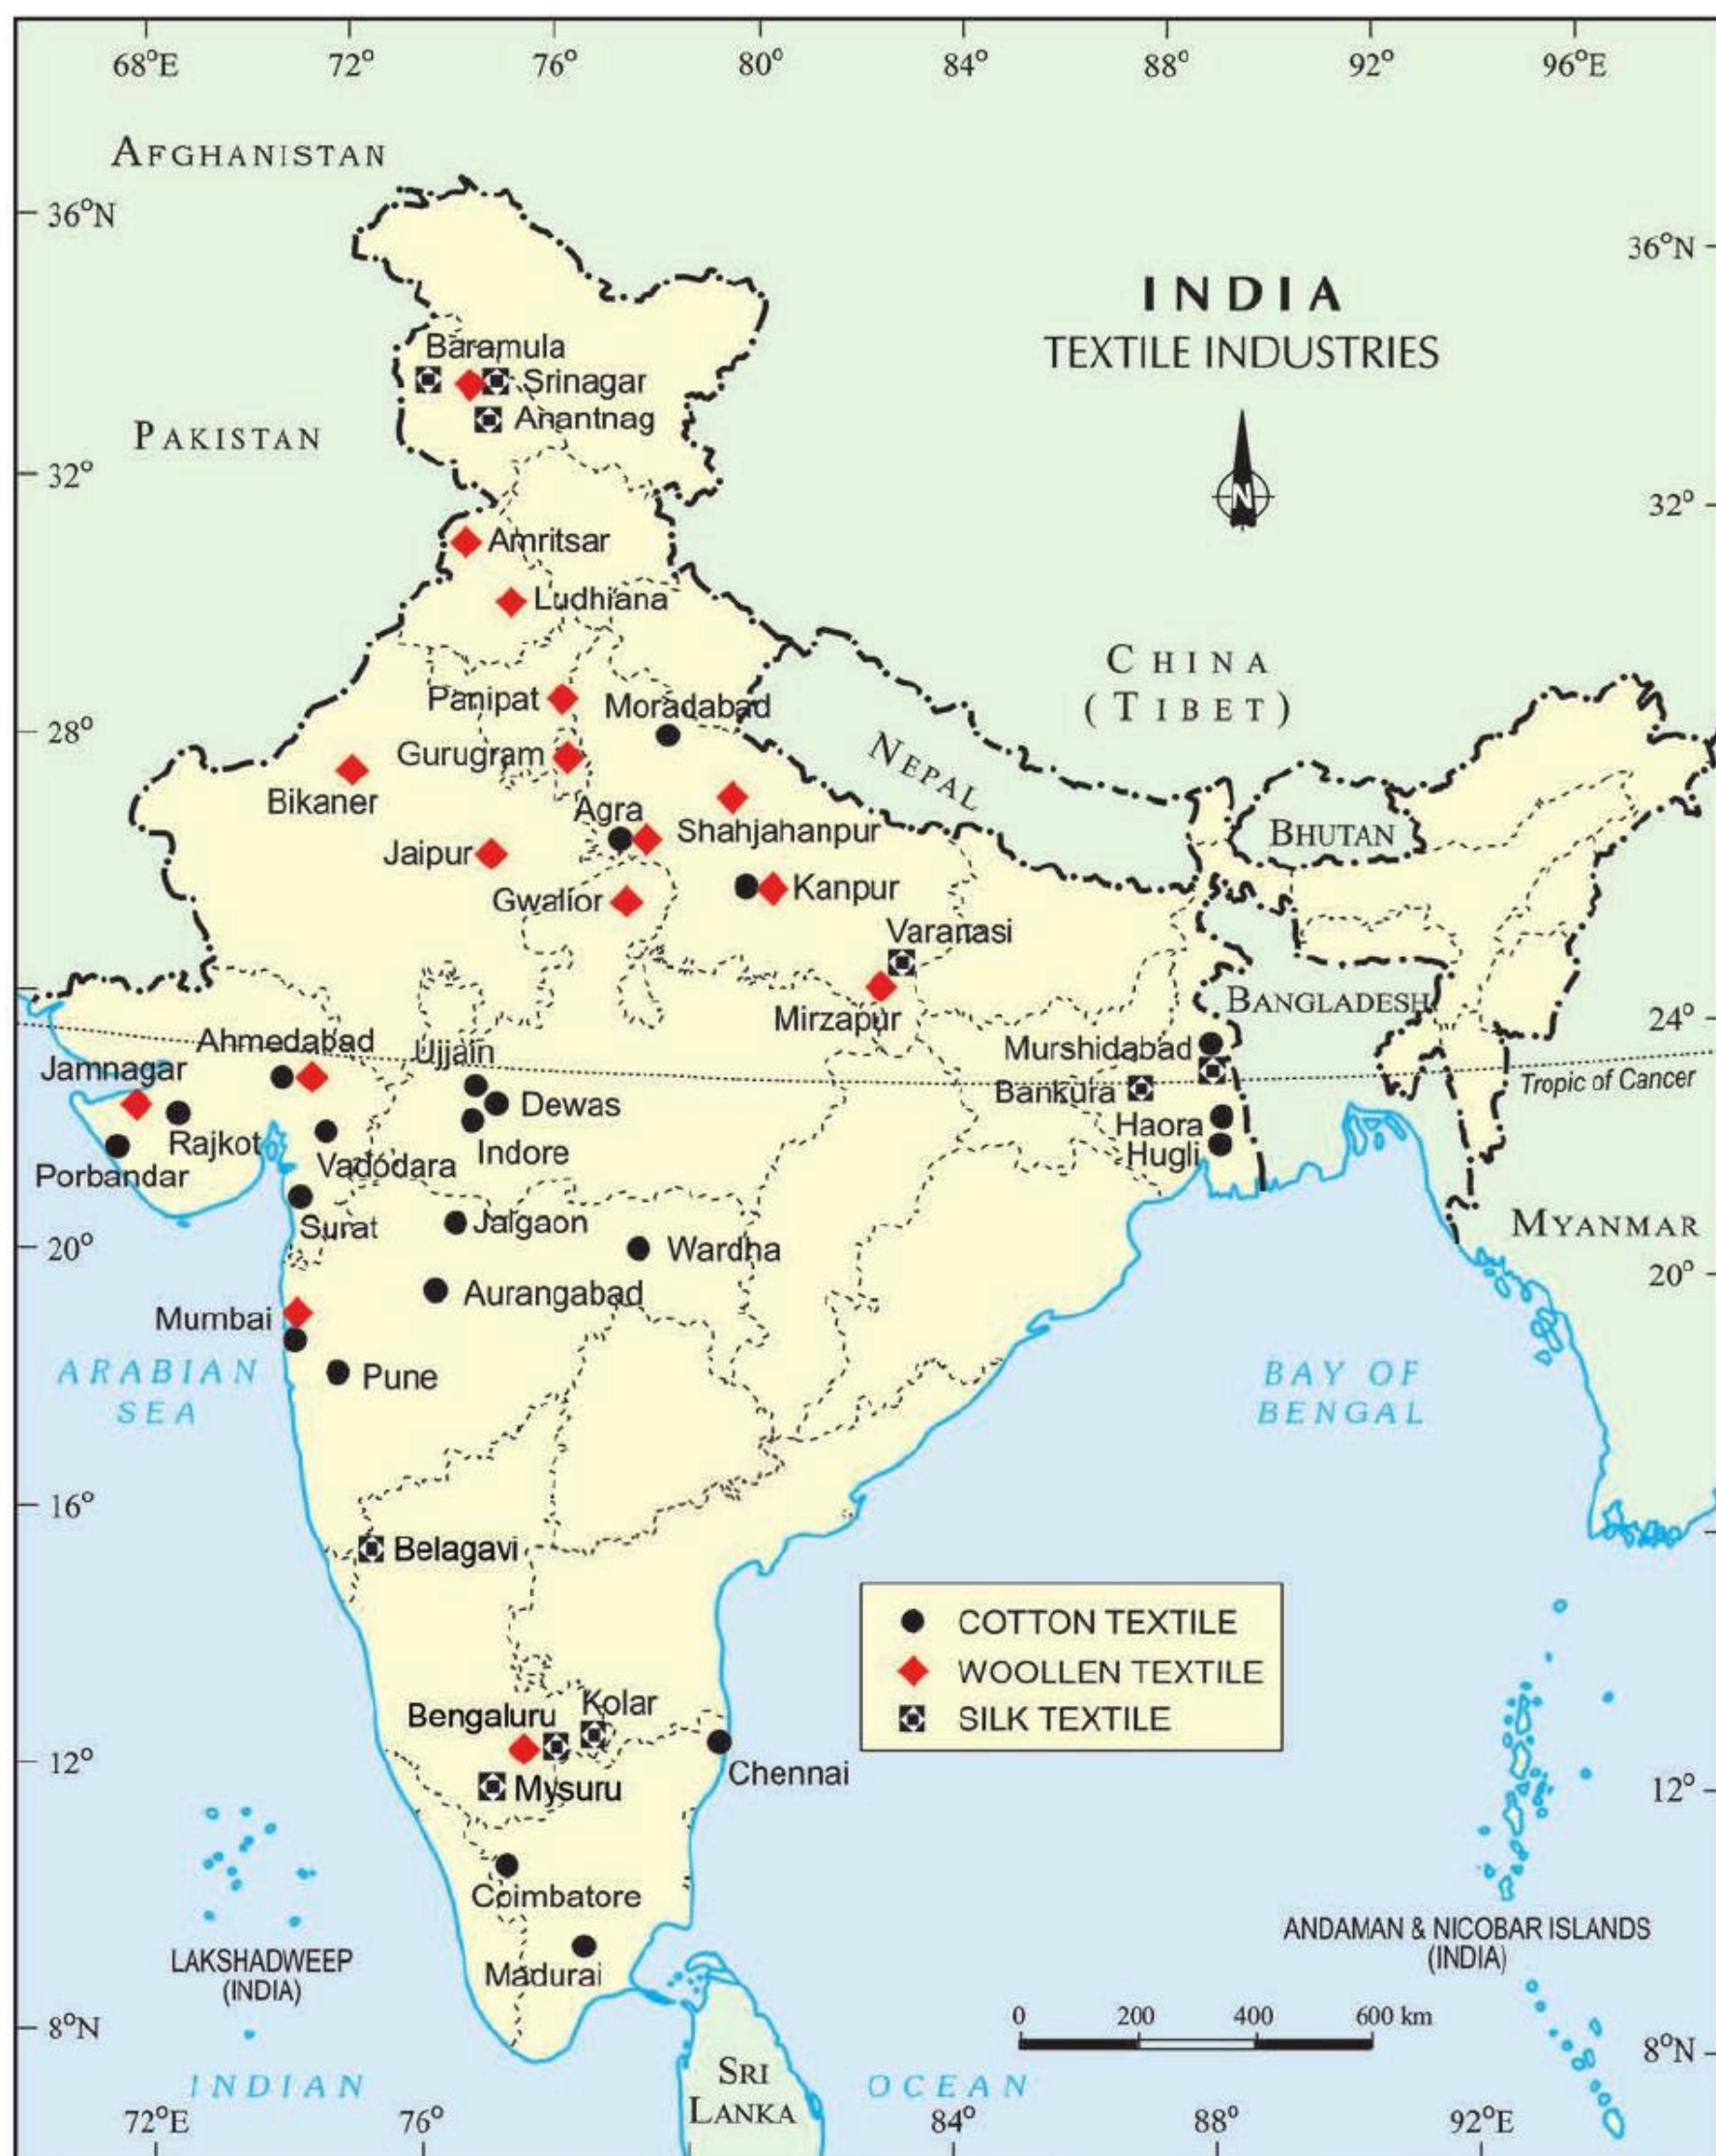 68°E 72° 76° 80° 84° 88° 92° 96°E
AFGHANISTAN
36°N
36°N
INDIA
TEXTILE INDUSTRIES
Baramula
Srinagar
Anantnag
PAKISTAN
32°
32°
N
Amritsar
Ludhiana
CHINA
(TIBET)
Panipat
Moradabad
28°
NEPAL
Gurugram
Bikaner
Agra
Shahjahanpur
BHUTAN
Jaipur
Kanpur
Gwalior
Varanasi
BANGLADESH
Mirzapur
24°
Ahmedabad
Ujjain
Murshidabad
Jamnagar
Tropic of Cancer
Bankura
Dewas
Haora
Rajkot
Indore
Hugli
Vadodara
Porbandar
Surat
Jalgaon
MYANMAR
20°
Wardha
20°
Aurangabad
Mumbai
ARABIAN
SEA
Pune
BAY OF
BENGAL
16°
Belagavi
COTTON TEXTILE
WOOLLEN TEXTILE
SILK TEXTILE
Kolar
Bengaluru
12°
Chennai
Mysuru
12°
Coimbatore
ANDAMAN & NICOBAR ISLANDS
(INDIA)
LAKSHADWEEP
(INDIA)
Madurai
0 200 400 600 km
8°N
8°N
SRI
LANKA
INDIAN OCEAN
72°E 76° 84° 88° 92°E